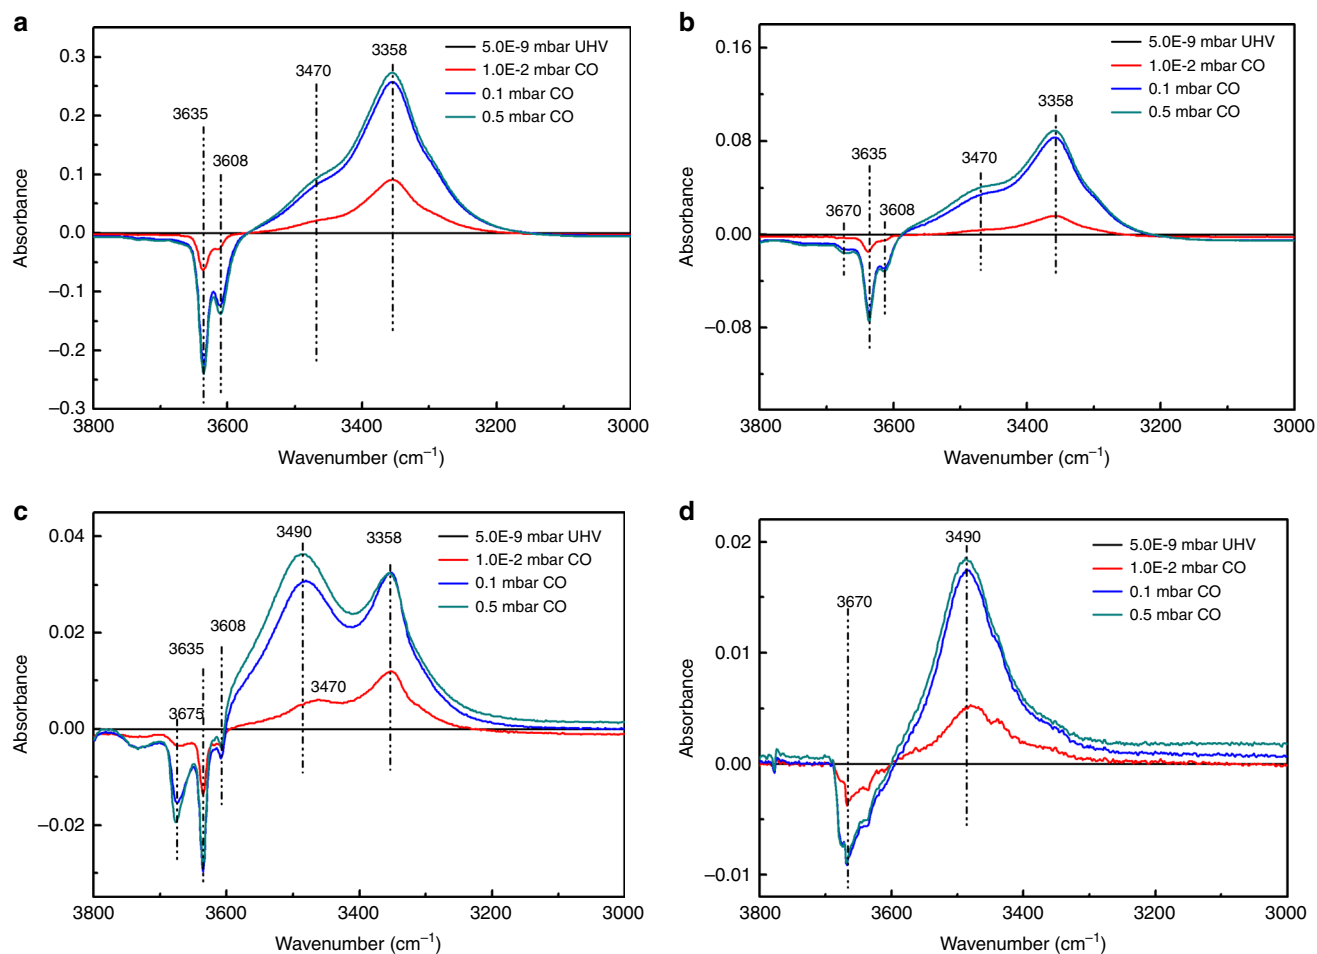 a
0.3
0.2
0.1
0.0
−0.1
−0.2
−0.3
3800
3600
3400
3200
3000
Absorbance
Wavenumber (cm−1)
3635
3608
3470
3358
5.0E-9 mbar UHV
1.0E-2 mbar CO
0.1 mbar CO
0.5 mbar CO
b
0.16
0.08
0.00
−0.08
3800
3600
3400
3200
3000
Absorbance
Wavenumber (cm−1)
3670
3635
3608
3470
3358
5.0E-9 mbar UHV
1.0E-2 mbar CO
0.1 mbar CO
0.5 mbar CO
c
0.04
0.02
0.00
−0.02
3800
3600
3400
3200
3000
Absorbance
Wavenumber (cm−1)
3675
3635
3608
3490
3470
3358
5.0E-9 mbar UHV
1.0E-2 mbar CO
0.1 mbar CO
0.5 mbar CO
d
0.02
0.01
0.00
−0.01
3800
3600
3400
3200
3000
Absorbance
Wavenumber (cm−1)
3670
3490
5.0E-9 mbar UHV
1.0E-2 mbar CO
0.1 mbar CO
0.5 mbar CO